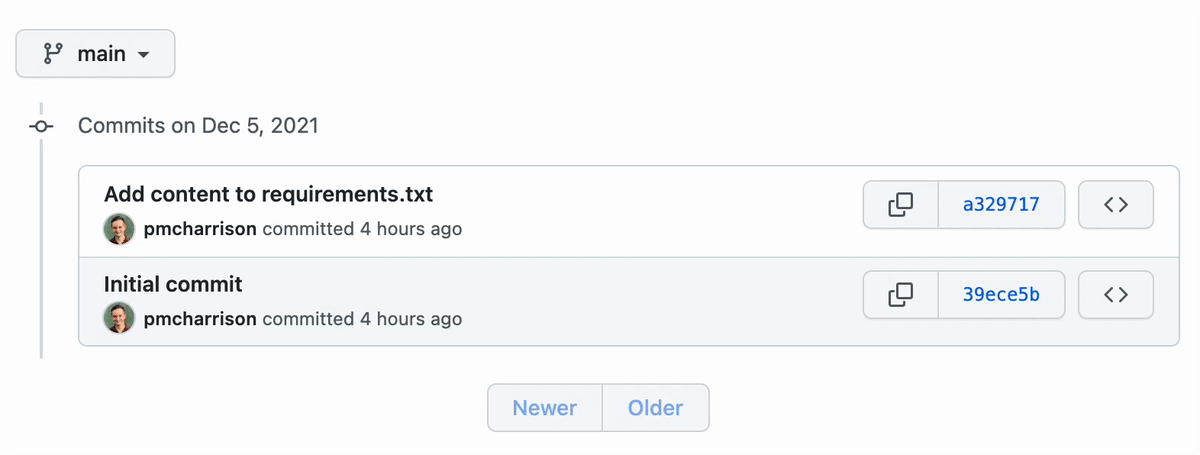 main
Commits on Dec 5, 2021
Add content to requirements.txt
pmcharrison committed 4 hours ago
a329717
Initial commit
pmcharrison committed 4 hours ago
39ece5b
Newer
Older